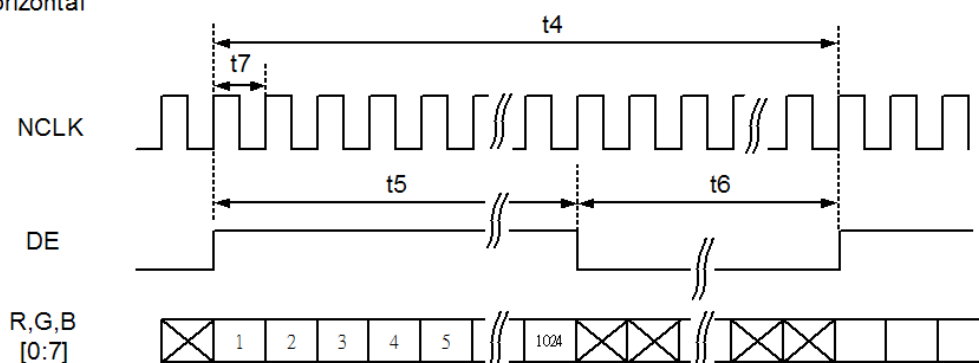 orizontal
t4
t7
NCLK
t5
t6
DE
R,G,B
[0:7]
1 2 3 4 5 1024